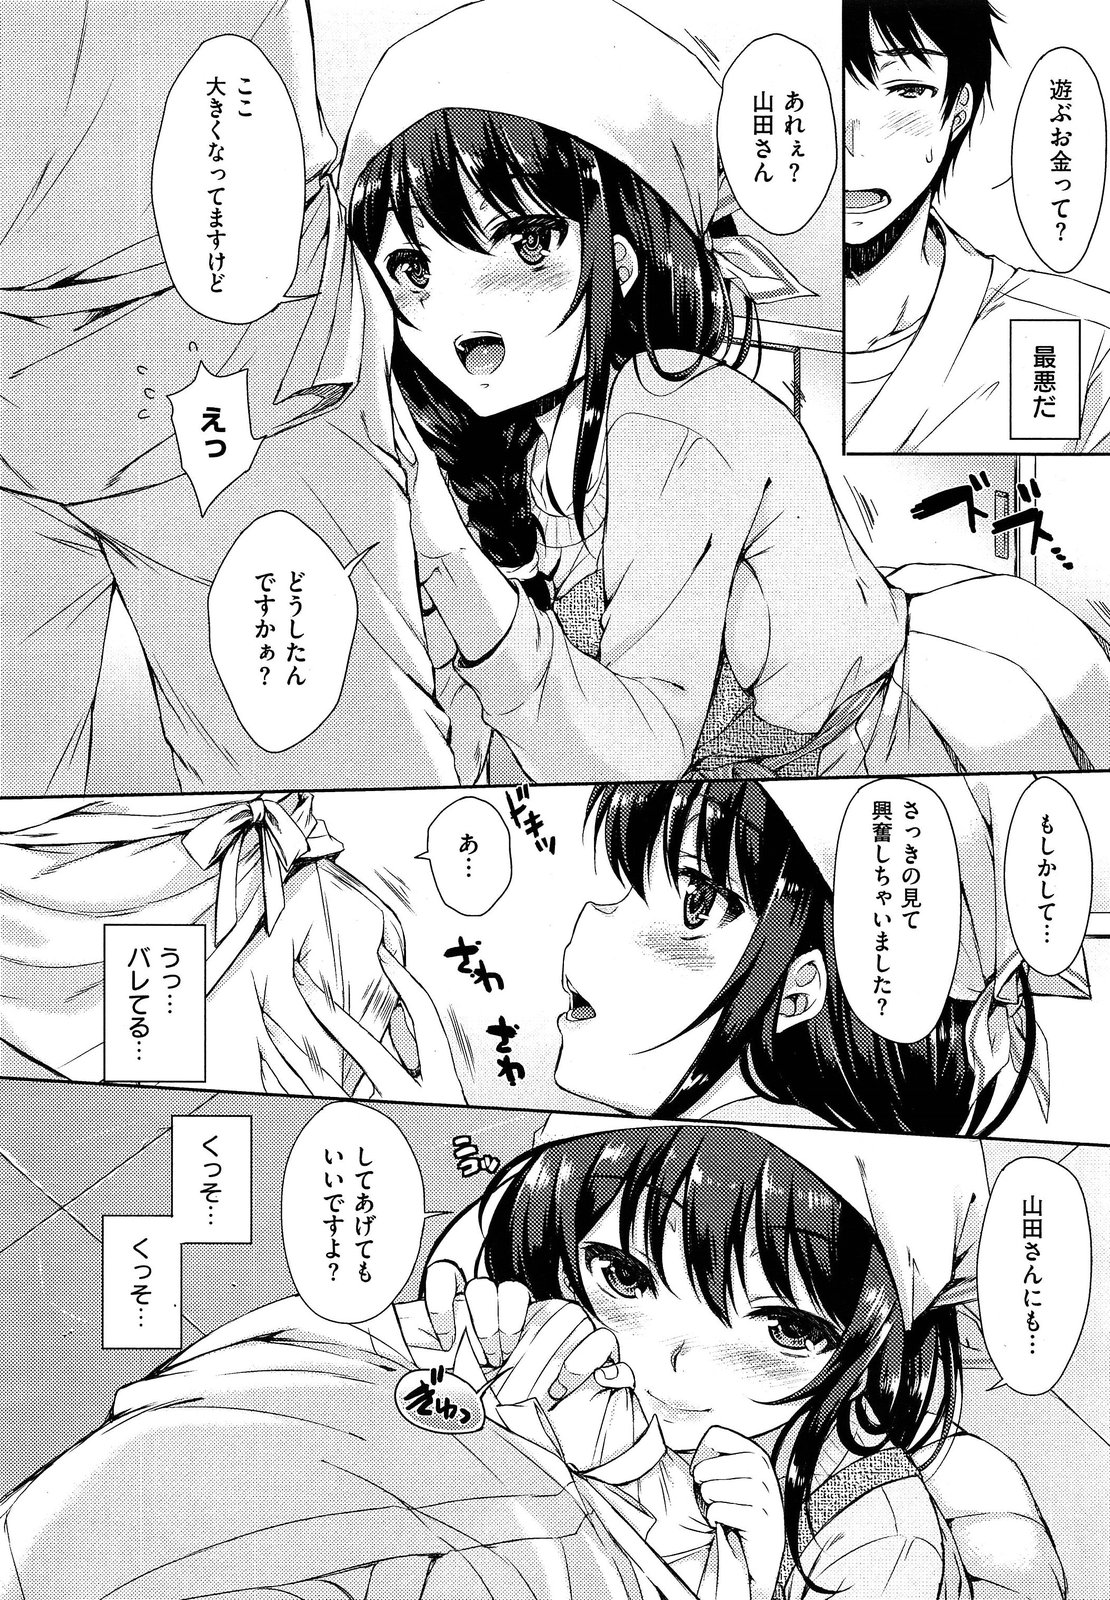 遊ぶお金って？
最悪だ
ズ
ズ…
あれぇ？
山田さん
ここ
大きくなってますけど
えっ
どうしたん
ですかぁ？
もしかして…
さっきの見て
興奮しちゃいました？
ドキッ
あ…
ざわ
ざわ
うっ…
バレてる…
山田さんにも…
してあげても
いいですよ？
ニコッ
ぎゅっ
くっそ…
くっそ…